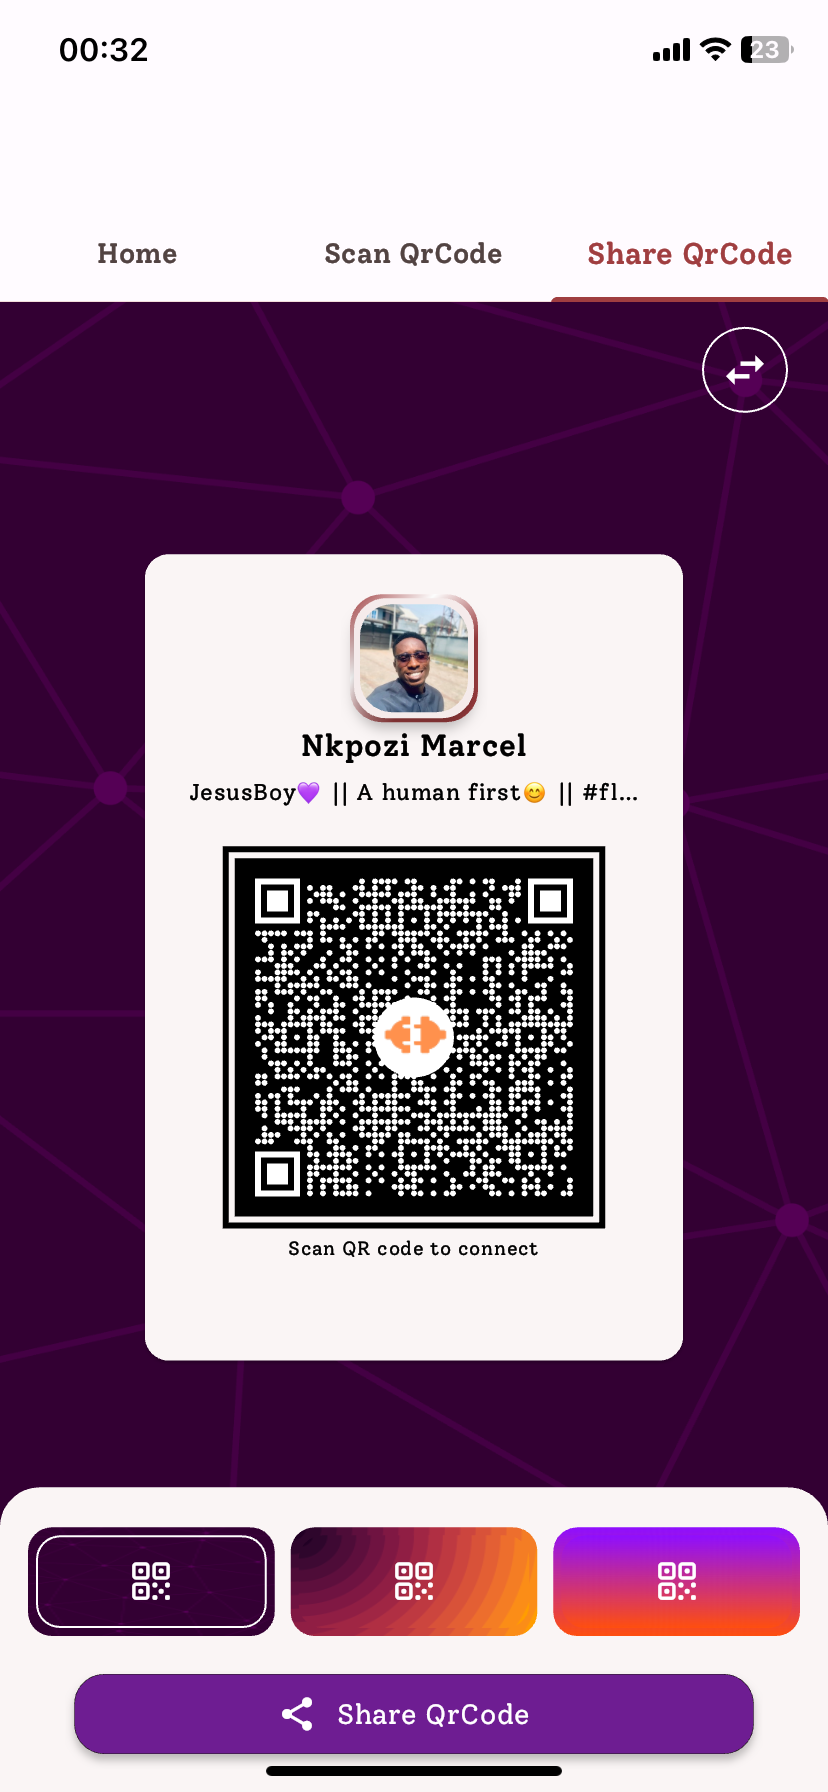 00:32
23
Home
Scan QrCode
Share QrCode
Nkpozi Marcel
JesusBoy💜 || A human first😊 || #fl...
Scan QR code to connect
Share QrCode